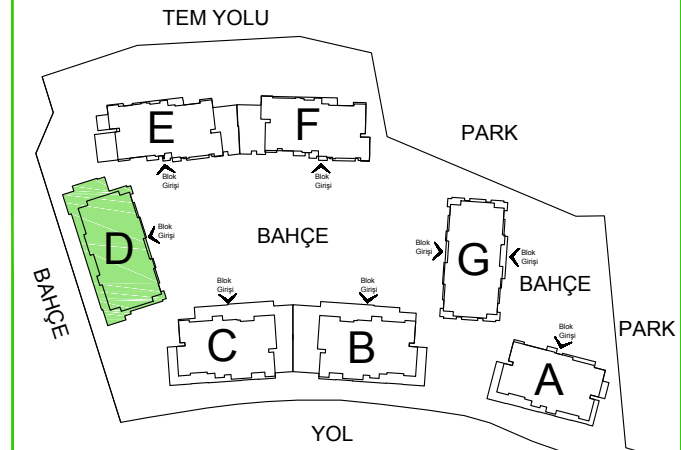 TEM YOLU
E
F
PARK
Blok
Girişi
Blok
Girişi
D
Blok
Girişi
BAHÇE
Blok
Girişi
G
Blok
Girişi
BAHÇE
BAHÇE
Blok
Girişi
Blok
Girişi
PARK
C
B
Blok
Girişi
A
YOL